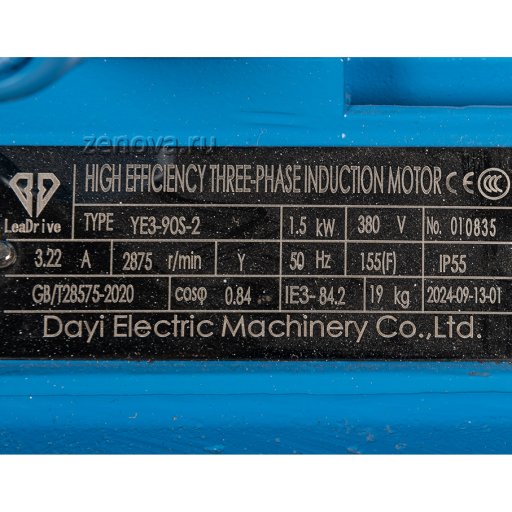 zenova.ru
HIGH EFFICIENCY THREE-PHASE INDUCTION MOTOR CE CCC
LeaDrive
TYPE YE3-90S-2 1.5 kW 380 V No. 010835
3.22 A 2875 r/min Y 50 Hz 155(F) IP55
GB/T28575-2020 cosφ 0.84 IE3- 84.2 19 kg 2024-09-13-01
Dayi Electric Machinery Co.,Ltd.